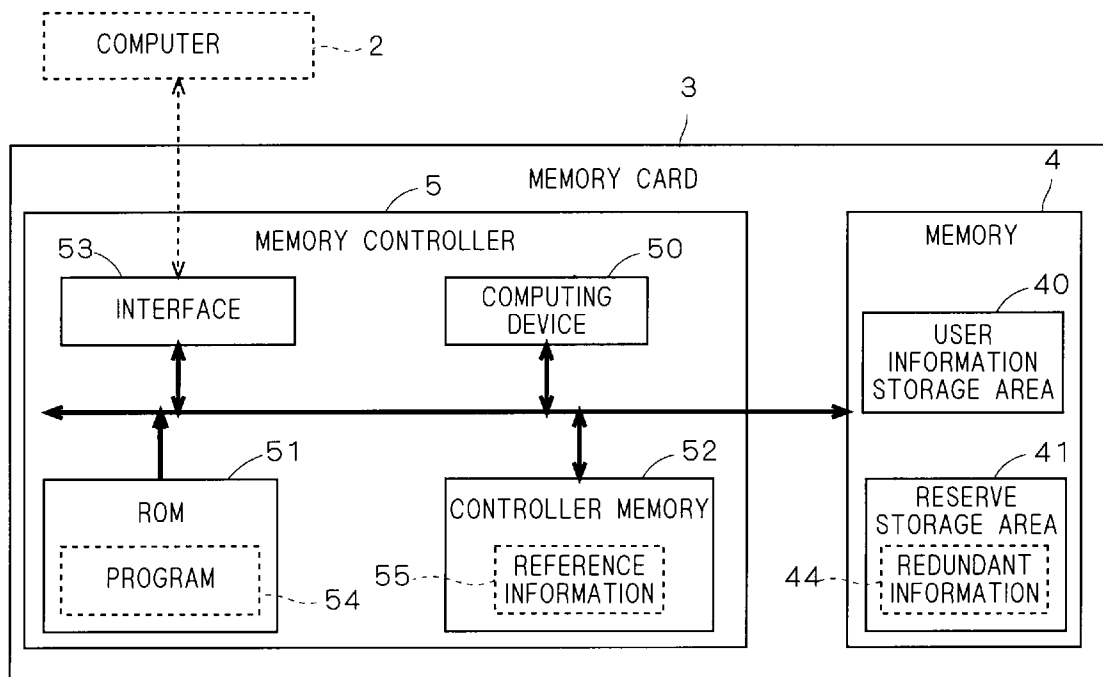 COMPUTER
2
3
MEMORY CARD
5
4
MEMORY CONTROLLER
MEMORY
53
50
40
INTERFACE
COMPUTING
DEVICE
USER
INFORMATION
STORAGE AREA
51
52
41
ROM
CONTROLLER MEMORY
RESERVE
STORAGE AREA
PROGRAM
54
55
REFERENCE
INFORMATION
44
REDUNDANT
INFORMATION